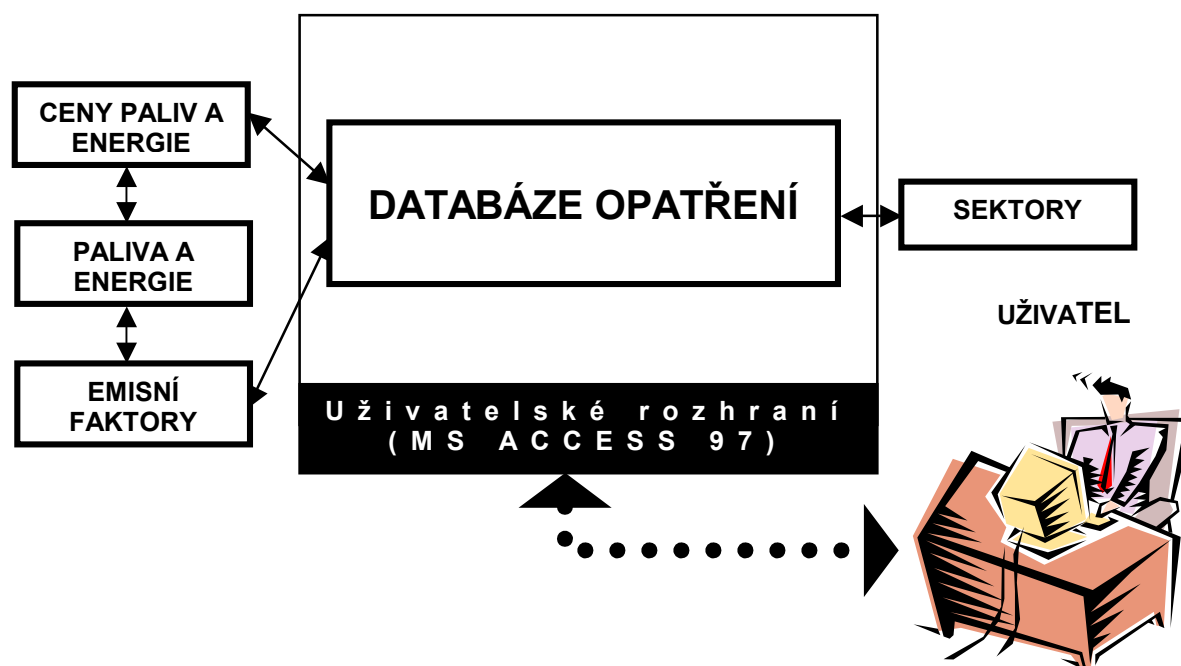 CENY PALIV A
ENERGIE
PALIVA A
ENERGIE
EMISNÍ
FAKTORY
DATABÁZE OPATŘENÍ
Uživatelské rozhraní
(MS ACCESS 97)
SEKTORY
UŽIVATEL